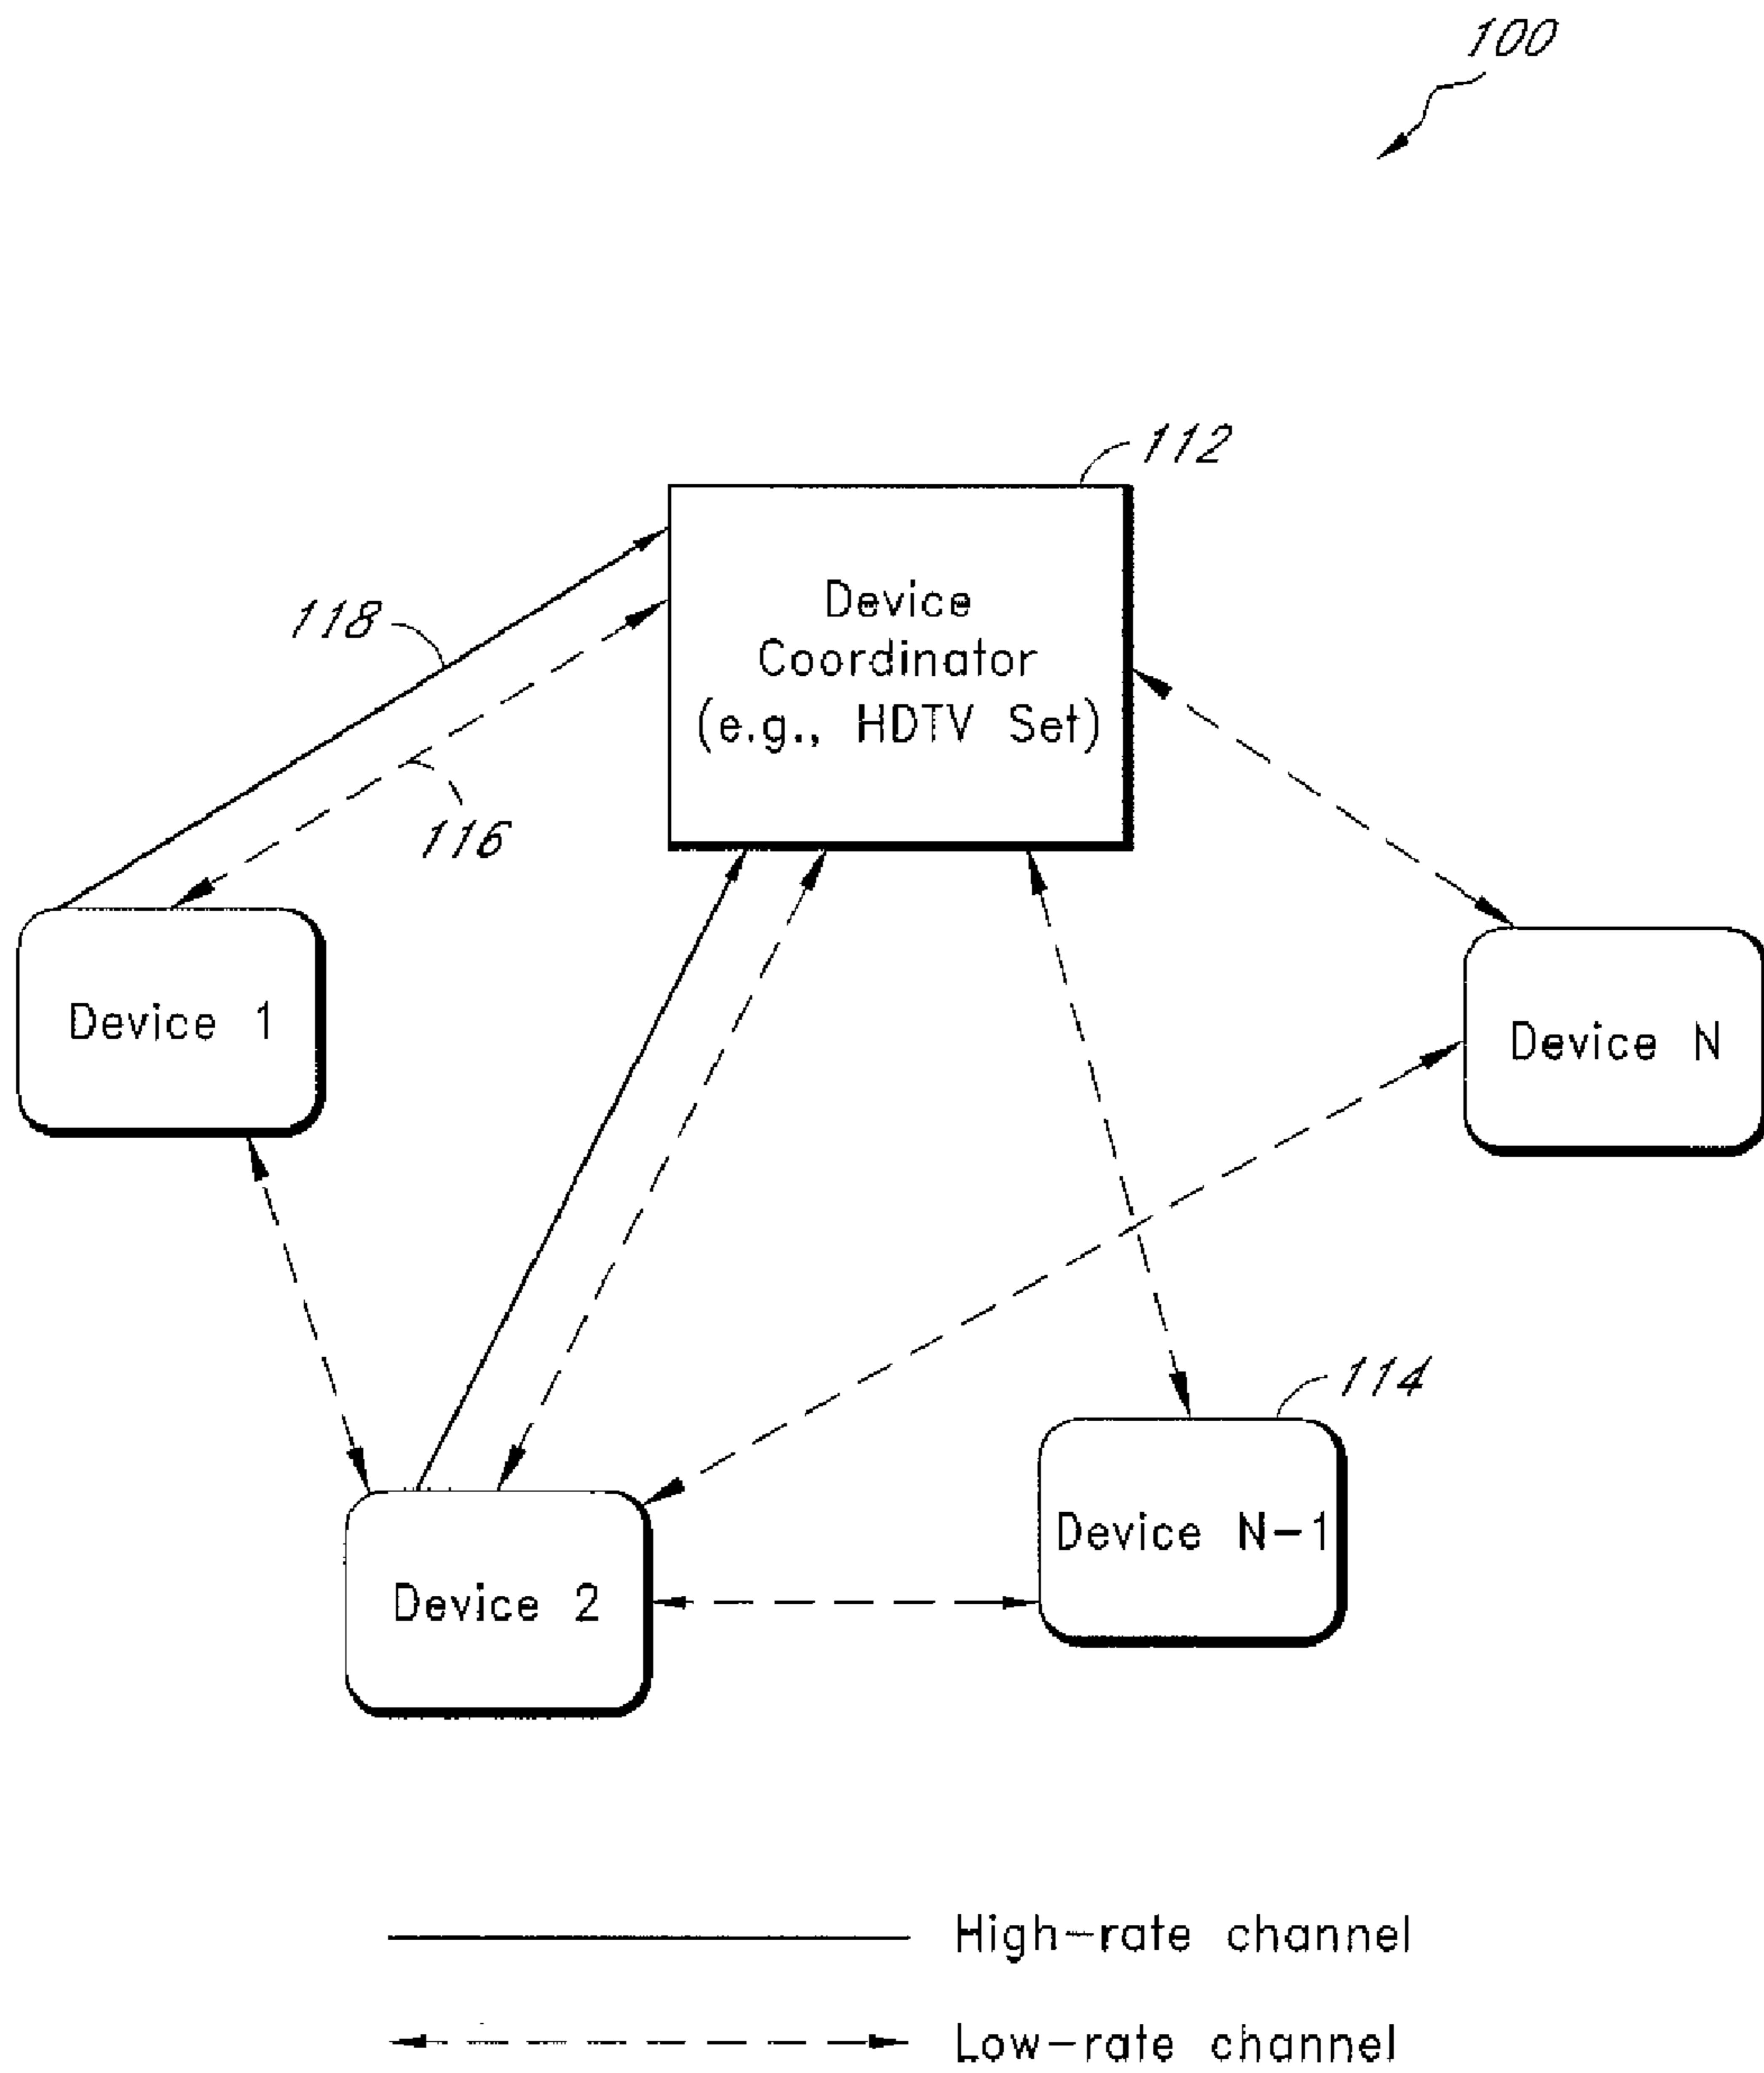 100
112
Device
Coordinator
(e.g., HDTV Set)
118
116
Device 1
Device N
114
Device N-1
Device 2
High-rate channel
Low-rate channel